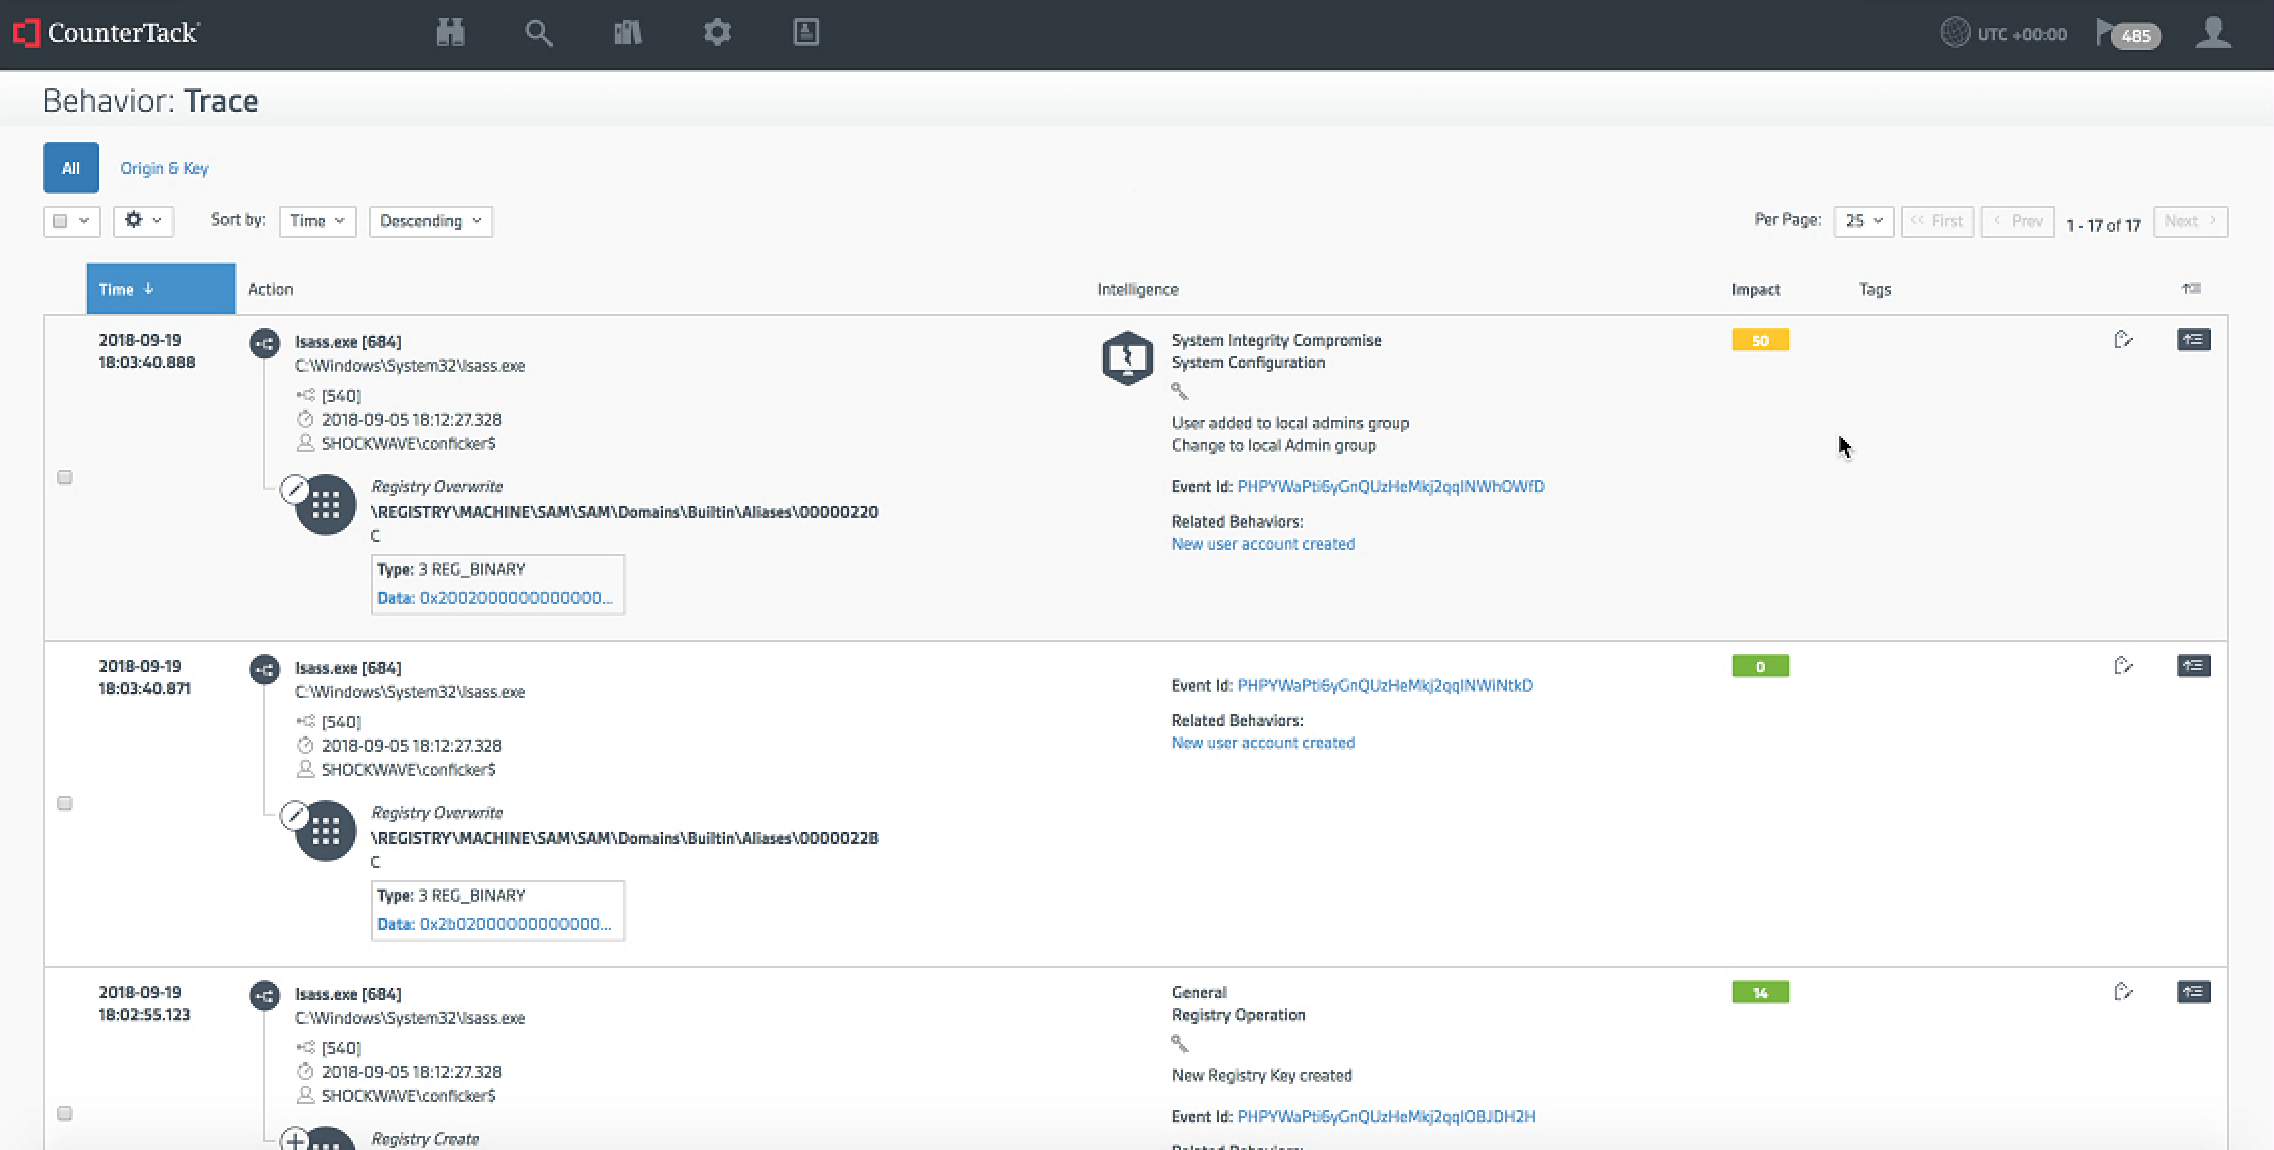 CounterTack
UTC +00:00
485
Behavior: Trace
All
Origin & Key
Sort by:
Time
Descending
Per Page:
25
<< First
< Prev
1 - 17 of 17
Next >
Time ↓
Action
Intelligence
Impact
Tags
2018-09-19
18:03:40.888
lsass.exe [684]
C:\Windows\System32\lsass.exe
[540]
2018-09-05 18:12:27.328
SHOCKWAVE\conficker$
Registry Overwrite
\REGISTRY\MACHINE\SAM\SAM\Domains\Builtin\Aliases\00000220
C
Type: 3 REG_BINARY
Data: 0x2002000000000000...
System Integrity Compromise
System Configuration
User added to local admins group
Change to local Admin group
Event Id: PHPYWaPti6yGnQUzHeMkj2qqINWhOWfD
Related Behaviors:
New user account created
50
2018-09-19
18:03:40.871
lsass.exe [684]
C:\Windows\System32\lsass.exe
[540]
2018-09-05 18:12:27.328
SHOCKWAVE\conficker$
Registry Overwrite
\REGISTRY\MACHINE\SAM\SAM\Domains\Builtin\Aliases\0000022B
C
Type: 3 REG_BINARY
Data: 0x2b02000000000000...
Event Id: PHPYWaPti6yGnQUzHeMkj2qqINWiNtkD
Related Behaviors:
New user account created
0
2018-09-19
18:02:55.123
lsass.exe [684]
C:\Windows\System32\lsass.exe
[540]
2018-09-05 18:12:27.328
SHOCKWAVE\conficker$
Registry Create
General
Registry Operation
New Registry Key created
Event Id: PHPYWaPti6yGnQUzHeMkj2qqIOBJDH2H
Related Behaviors:
14